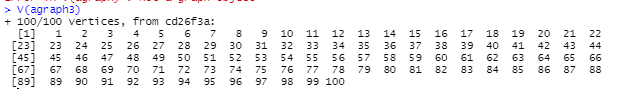 > V(agraph3)
+ 100/100 vertices, from cd26f3a:
[1] 1 2 3 4 5 6 7 8 9 10 11 12 13 14 15 16 17 18 19 20 21 22
[23] 23 24 25 26 27 28 29 30 31 32 33 34 35 36 37 38 39 40 41 42 43 44
[45] 45 46 47 48 49 50 51 52 53 54 55 56 57 58 59 60 61 62 63 64 65 66
[67] 67 68 69 70 71 72 73 74 75 76 77 78 79 80 81 82 83 84 85 86 87 88
[89] 89 90 91 92 93 94 95 96 97 98 99 100